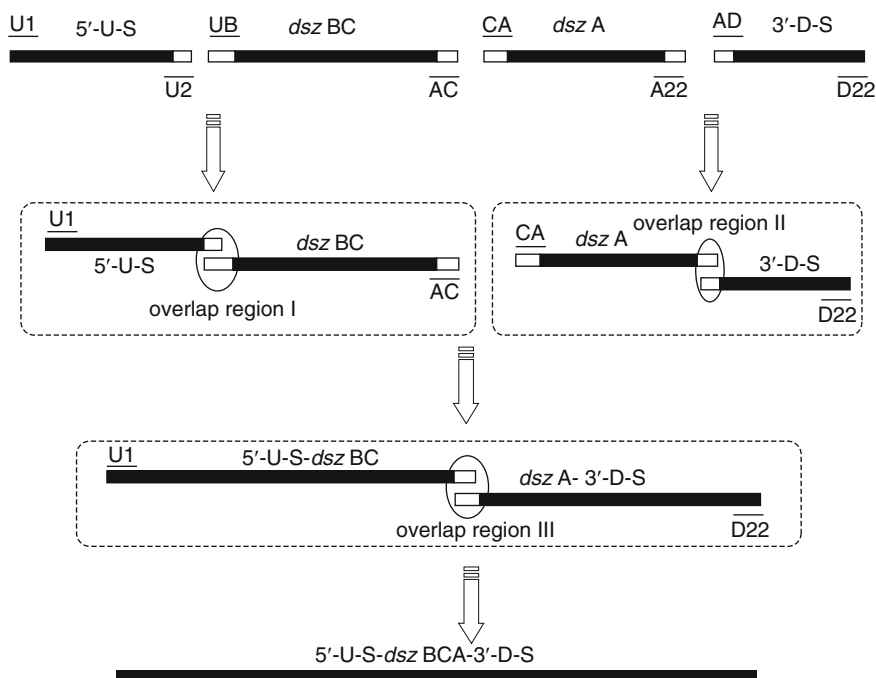 U1 5′-U-S UB dsz BC CA dsz A AD 3′-D-S
U2 AC A22 D22
U1
5′-U-S
dsz BC
AC
overlap region I
overlap region II
CA dsz A
3′-D-S
D22
U1 5′-U-S-dsz BC
dsz A- 3′-D-S
overlap region III
D22
5′-U-S-dsz BCA-3′-D-S